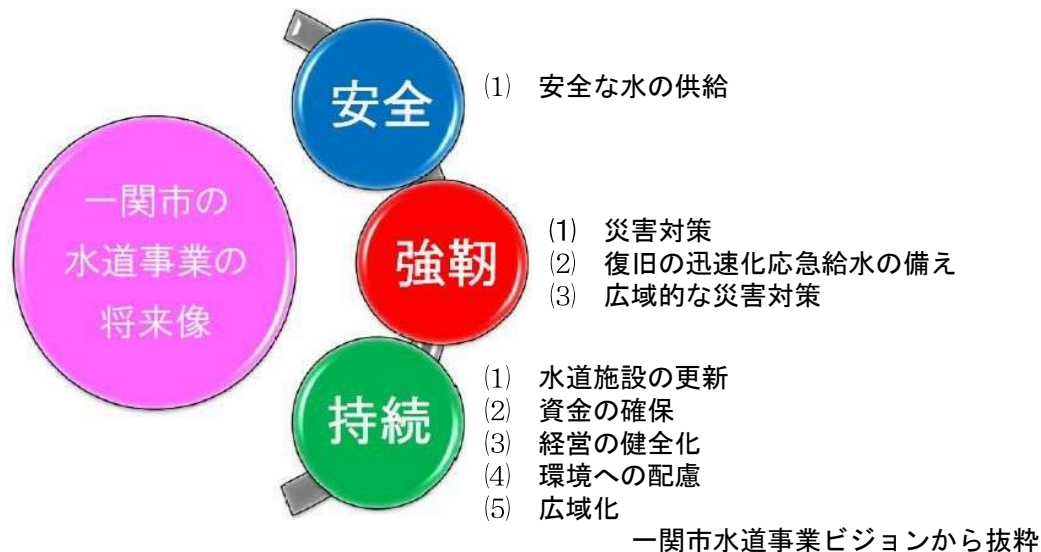 一関市の
水道事業の
将来像
安全
⑴ 安全な水の供給
強靭
⑴ 災害対策
⑵ 復旧の迅速化応急給水の備え
⑶ 広域的な災害対策
持続
⑴ 水道施設の更新
⑵ 資金の確保
⑶ 経営の健全化
⑷ 環境への配慮
⑸ 広域化
一関市水道事業ビジョンから抜粋